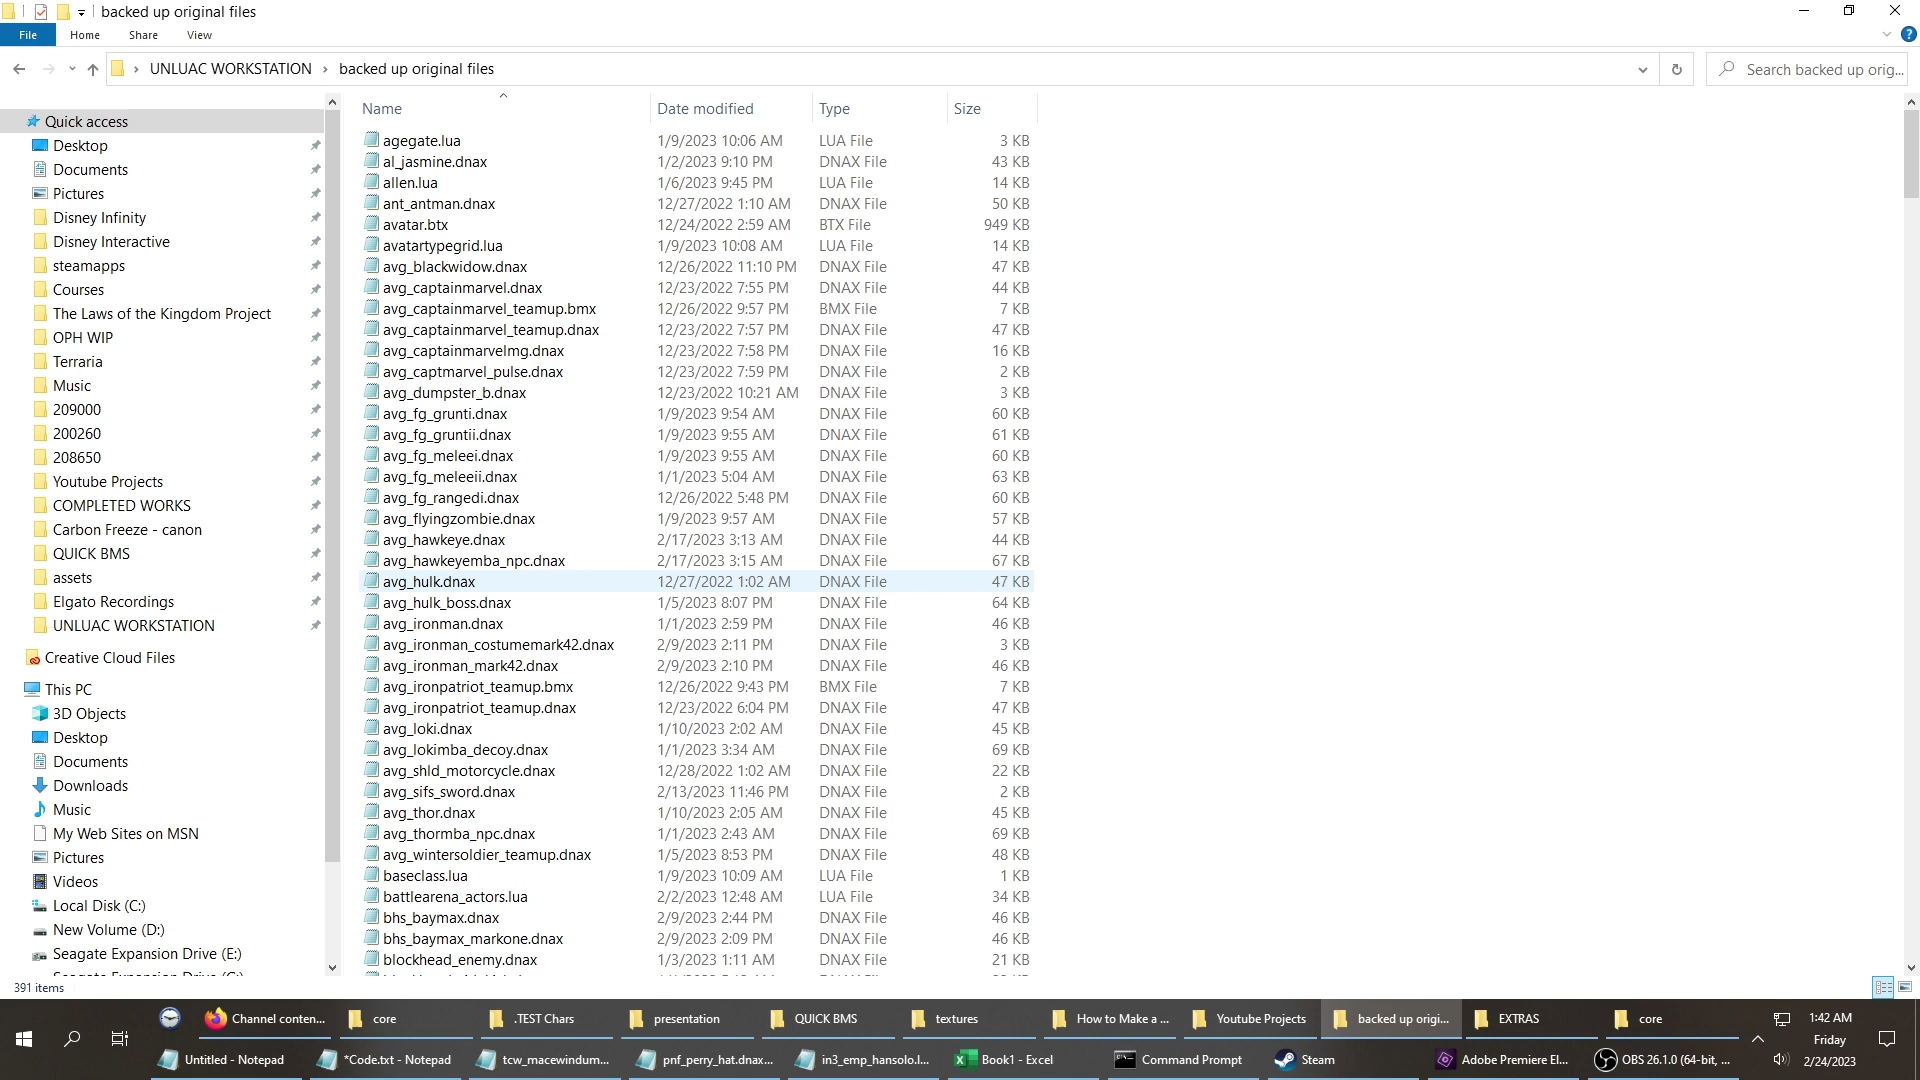 backed up original files
File Home Share View
UNLUAC WORKSTATION > backed up original files
Search backed up orig...
Name Date modified Type Size
Quick access
Desktop
Documents
Pictures
Disney Infinity
Disney Interactive
steamapps
Courses
The Laws of the Kingdom Project
OPH WIP
Terraria
Music
209000
200260
208650
Youtube Projects
COMPLETED WORKS
Carbon Freeze - canon
QUICK BMS
assets
Elgato Recordings
UNLUAC WORKSTATION
Creative Cloud Files
This PC
3D Objects
Desktop
Documents
Downloads
Music
My Web Sites on MSN
Pictures
Videos
Local Disk (C:)
New Volume (D:)
Seagate Expansion Drive (E:)
agegate.lua 1/9/2023 10:06 AM LUA File 3 KB
al_jasmine.dnax 1/2/2023 9:10 PM DNAX File 43 KB
allen.lua 1/6/2023 9:45 PM LUA File 14 KB
ant_antman.dnax 12/27/2022 1:10 AM DNAX File 50 KB
avatar.btx 12/24/2022 2:59 AM BTX File 949 KB
avatartypegrid.lua 1/9/2023 10:08 AM LUA File 14 KB
avg_blackwidow.dnax 12/26/2022 11:10 PM DNAX File 47 KB
avg_captainmarvel.dnax 12/23/2022 7:55 PM DNAX File 44 KB
avg_captainmarvel_teamup.bmx 12/26/2022 9:57 PM BMX File 7 KB
avg_captainmarvel_teamup.dnax 12/23/2022 7:57 PM DNAX File 47 KB
avg_captainmarvelmg.dnax 12/23/2022 7:58 PM DNAX File 16 KB
avg_captmarvel_pulse.dnax 12/23/2022 7:59 PM DNAX File 2 KB
avg_dumpster_b.dnax 12/23/2022 10:21 AM DNAX File 3 KB
avg_fg_grunti.dnax 1/9/2023 9:54 AM DNAX File 60 KB
avg_fg_gruntii.dnax 1/9/2023 9:55 AM DNAX File 61 KB
avg_fg_meleei.dnax 1/9/2023 9:55 AM DNAX File 60 KB
avg_fg_meleeii.dnax 1/1/2023 5:04 AM DNAX File 63 KB
avg_fg_rangedi.dnax 12/26/2022 5:48 PM DNAX File 60 KB
avg_flyingzombie.dnax 1/9/2023 9:57 AM DNAX File 57 KB
avg_hawkeye.dnax 2/17/2023 3:13 AM DNAX File 44 KB
avg_hawkeyemba_npc.dnax 2/17/2023 3:15 AM DNAX File 67 KB
avg_hulk.dnax 12/27/2022 1:02 AM DNAX File 47 KB
avg_hulk_boss.dnax 1/5/2023 8:07 PM DNAX File 64 KB
avg_ironman.dnax 1/1/2023 2:59 PM DNAX File 46 KB
avg_ironman_costumemark42.dnax 2/9/2023 2:11 PM DNAX File 3 KB
avg_ironman_mark42.dnax 2/9/2023 2:10 PM DNAX File 46 KB
avg_ironpatriot_teamup.bmx 12/26/2022 9:43 PM BMX File 7 KB
avg_ironpatriot_teamup.dnax 12/23/2022 6:04 PM DNAX File 47 KB
avg_loki.dnax 1/10/2023 2:02 AM DNAX File 45 KB
avg_lokimba_decoy.dnax 1/1/2023 3:34 AM DNAX File 69 KB
avg_shld_motorcycle.dnax 12/28/2022 1:02 AM DNAX File 22 KB
avg_sifs_sword.dnax 2/13/2023 11:46 PM DNAX File 2 KB
avg_thor.dnax 1/10/2023 2:05 AM DNAX File 45 KB
avg_thormba_npc.dnax 1/1/2023 2:43 AM DNAX File 69 KB
avg_wintersoldier_teamup.dnax 1/5/2023 8:53 PM DNAX File 48 KB
baseclass.lua 1/9/2023 10:09 AM LUA File 1 KB
battlearena_actors.lua 2/2/2023 12:48 AM LUA File 34 KB
bhs_baymax.dnax 2/9/2023 2:44 PM DNAX File 46 KB
bhs_baymax_markone.dnax 2/9/2023 2:09 PM DNAX File 46 KB
blockhead_enemy.dnax 1/3/2023 1:11 AM DNAX File 21 KB
391 items
Channel conten... core .TEST Chars presentation QUICK BMS textures How to Make a ... Youtube Projects backed up origi... EXTRAS core
Untitled - Notepad *Code.txt - Notepad tcw_macewindum... pnf_perry_hat.dnax... in3_emp_hansolo.l... Book1 - Excel Command Prompt Steam Adobe Premiere El... OBS 26.1.0 (64-bit, ...
1:42 AM
Friday
2/24/2023